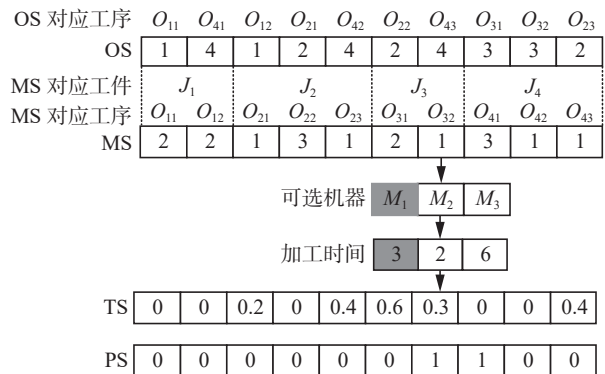 OS 对应工序 O₁₁ O₄₁ O₁₂ O₂₁ O₄₂ O₂₂ O₄₃ O₃₁ O₃₂ O₂₃
OS 1 4 1 2 4 2 4 3 3 2
MS 对应工件 J₁ J₂ J₃ J₄
MS 对应工序 O₁₁ O₁₂ O₂₁ O₂₂ O₂₃ O₃₁ O₃₂ O₄₁ O₄₂ O₄₃
MS 2 2 1 3 1 2 1 3 1 1
可选机器 M₁ M₂ M₃
加工时间 3 2 6
TS 0 0 0.2 0 0.4 0.6 0.3 0 0 0.4
PS 0 0 0 0 0 0 1 1 0 0